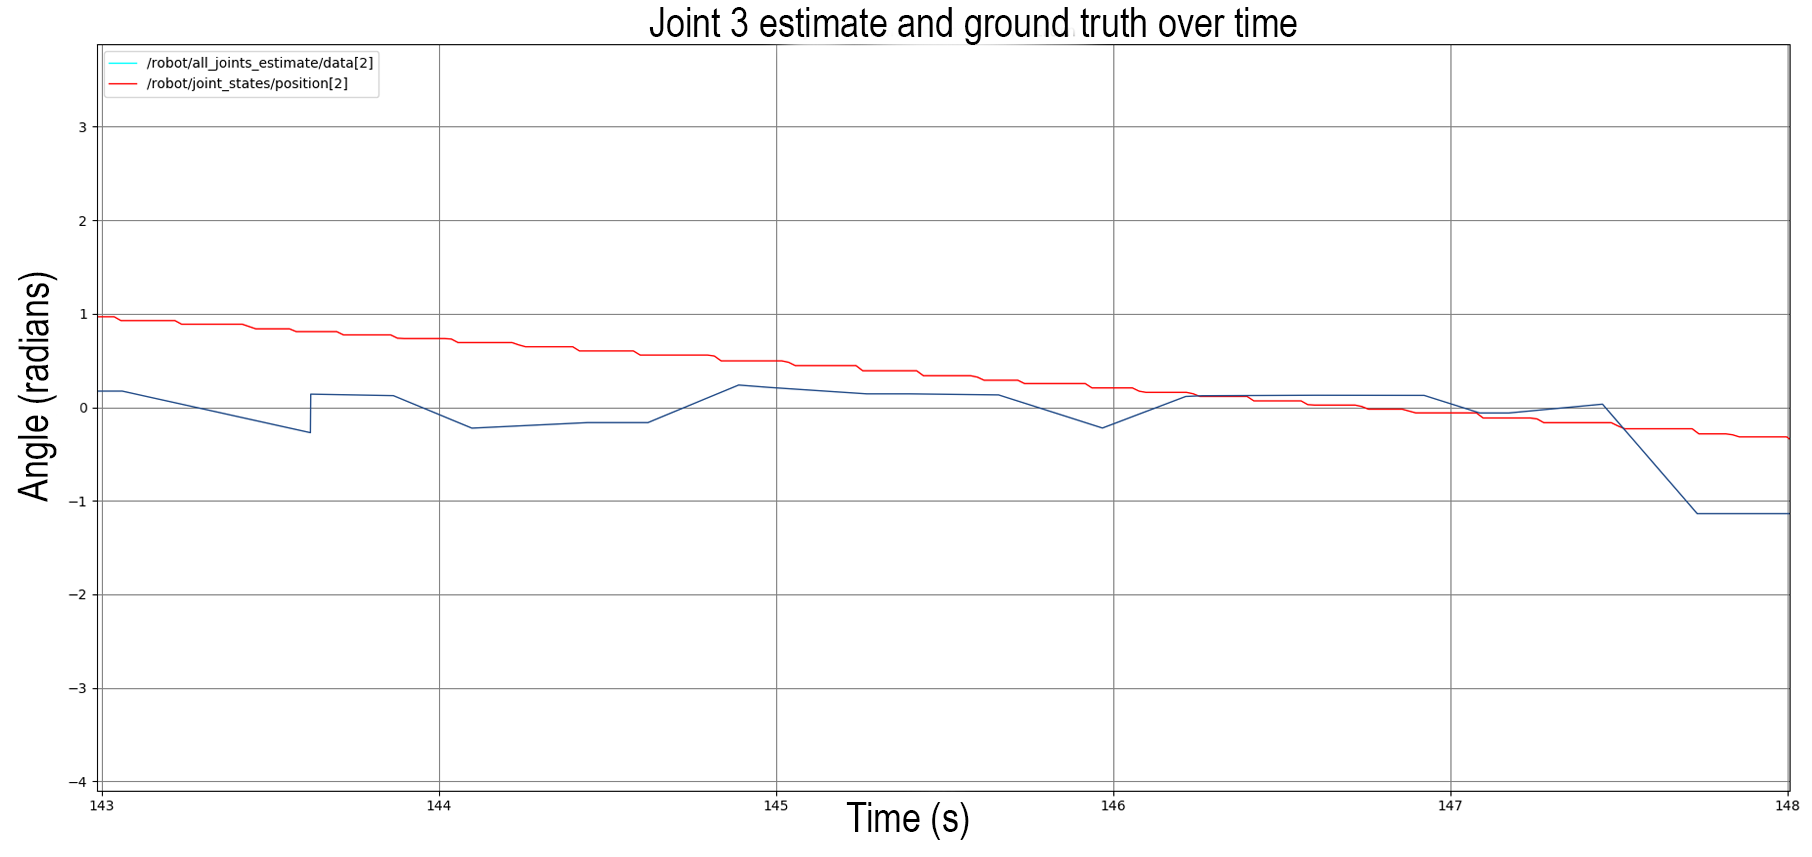 Joint 3 estimate and ground truth over time
/robot/all_joints_estimate/data[2]
/robot/joint_states/position[2]
3
2
1
0
−1
−2
−3
−4
Angle (radians)
143 144 145 146 147 148
Time (s)